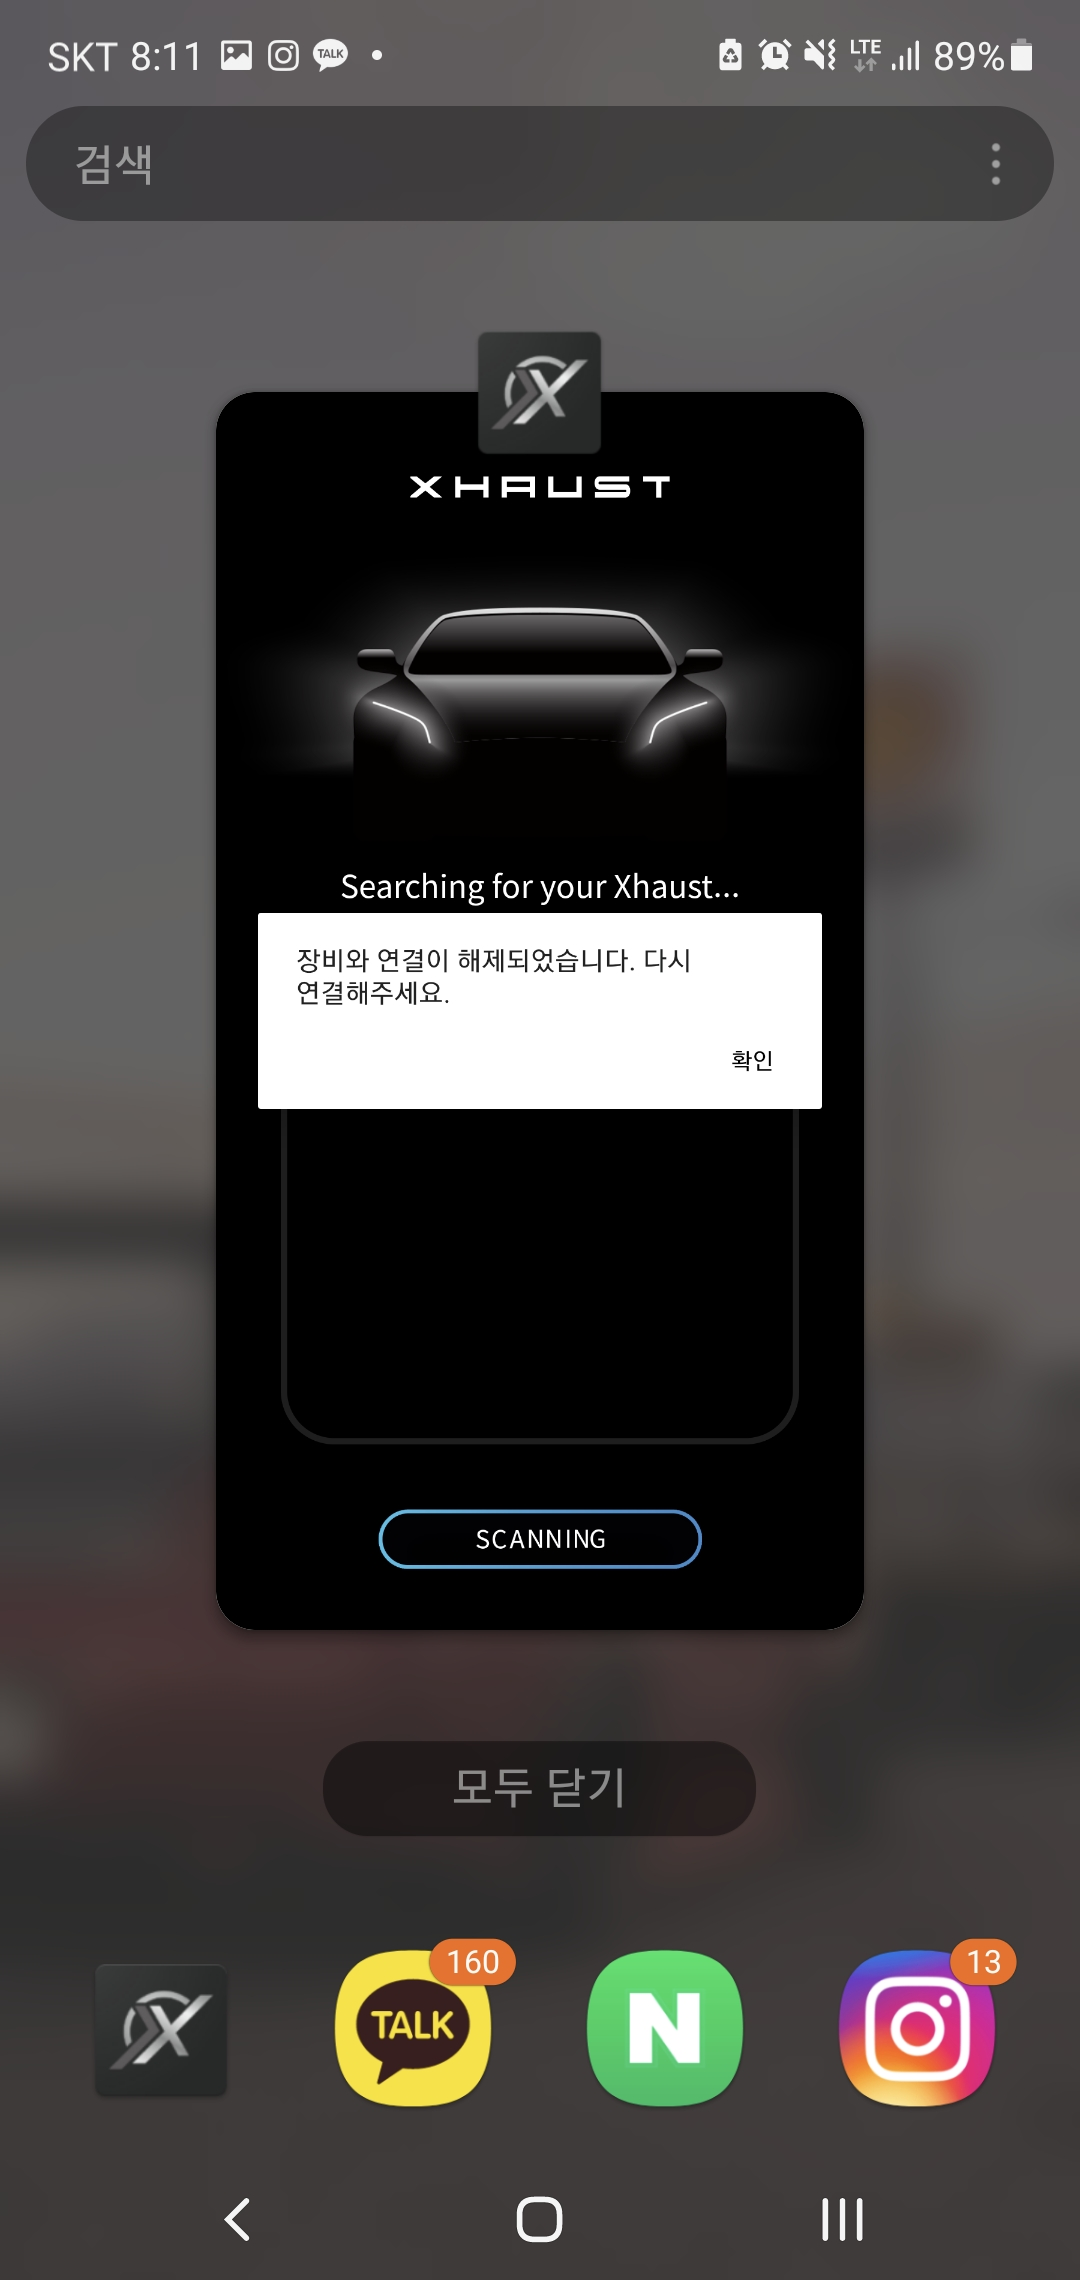 SKT 8:11 TALK LTE 89%
검색
XHAUST
Searching for your Xhaust...
장비와 연결이 해제되었습니다. 다시
연결해주세요.
확인
SCANNING
모두 닫기
160 13
TALK N